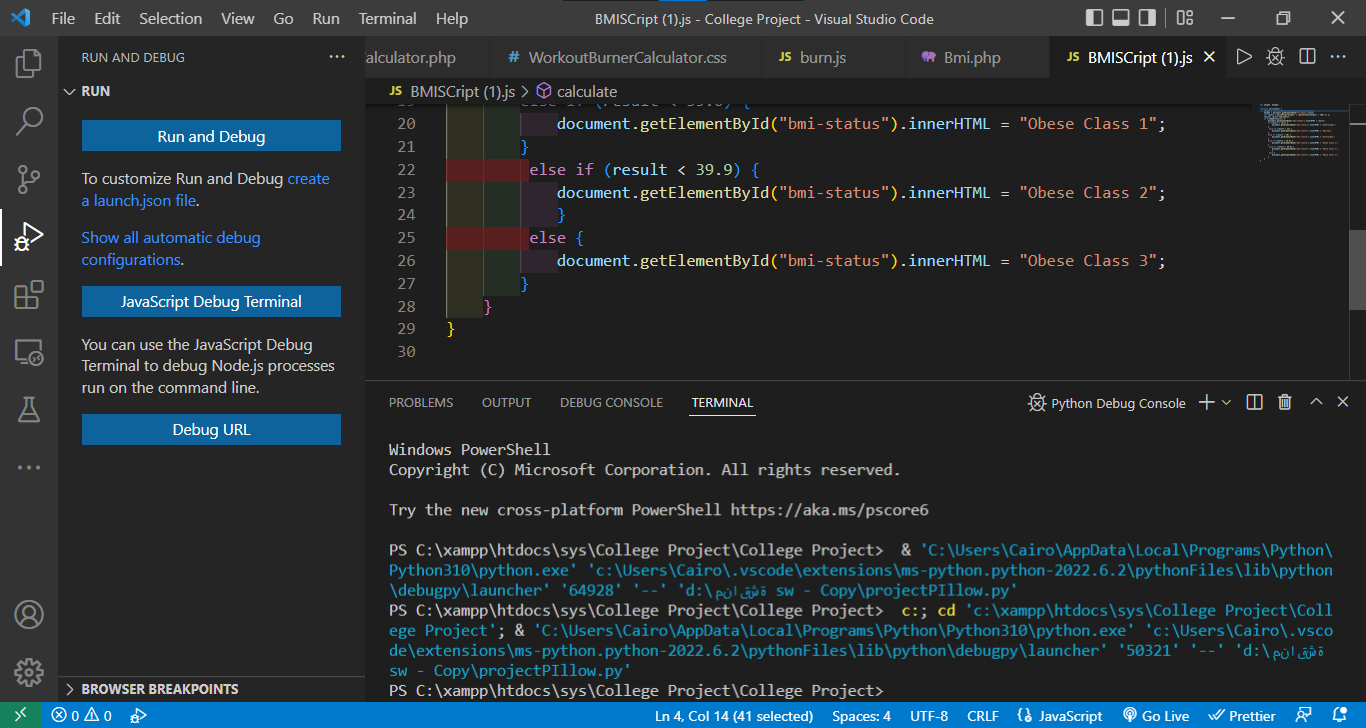 File Edit Selection View Go Run Terminal Help BMISCript (1).js - College Project - Visual Studio Code
RUN AND DEBUG
alculator.php # WorkoutBurnerCalculator.css JS burn.js Bmi.php JS BMISCript (1).js
RUN
JS BMISCript (1).js > calculate
Run and Debug
To customize Run and Debug create
a launch.json file.
Show all automatic debug
configurations.
JavaScript Debug Terminal
You can use the JavaScript Debug
Terminal to debug Node.js processes
run on the command line.
Debug URL
BROWSER BREAKPOINTS
20 document.getElementById("bmi-status").innerHTML = "Obese Class 1";
21 }
22 else if (result < 39.9) {
23 document.getElementById("bmi-status").innerHTML = "Obese Class 2";
24 }
25 else {
26 document.getElementById("bmi-status").innerHTML = "Obese Class 3";
27 }
28 }
29 }
30
PROBLEMS OUTPUT DEBUG CONSOLE TERMINAL Python Debug Console
Windows PowerShell
Copyright (C) Microsoft Corporation. All rights reserved.
Try the new cross-platform PowerShell https://aka.ms/pscore6
PS C:\xampp\htdocs\sys\College Project\College Project> & 'C:\Users\Cairo\AppData\Local\Programs\Python\
Python310\python.exe' 'c:\Users\Cairo\.vscode\extensions\ms-python.python-2022.6.2\pythonFiles\lib\python
\debugpy\launcher' '64928' '--' 'd:\مناقشة sw - Copy\projectPIllow.py'
PS C:\xampp\htdocs\sys\College Project\College Project> c:; cd 'c:\xampp\htdocs\sys\College Project\Coll
ege Project'; & 'C:\Users\Cairo\AppData\Local\Programs\Python\Python310\python.exe' 'c:\Users\Cairo\.vsco
de\extensions\ms-python.python-2022.6.2\pythonFiles\lib\python\debugpy\launcher' '50321' '--' 'd:\مناقشة
sw - Copy\projectPIllow.py'
PS C:\xampp\htdocs\sys\College Project\College Project>
0 0 Ln 4, Col 14 (41 selected) Spaces: 4 UTF-8 CRLF JavaScript Go Live Prettier